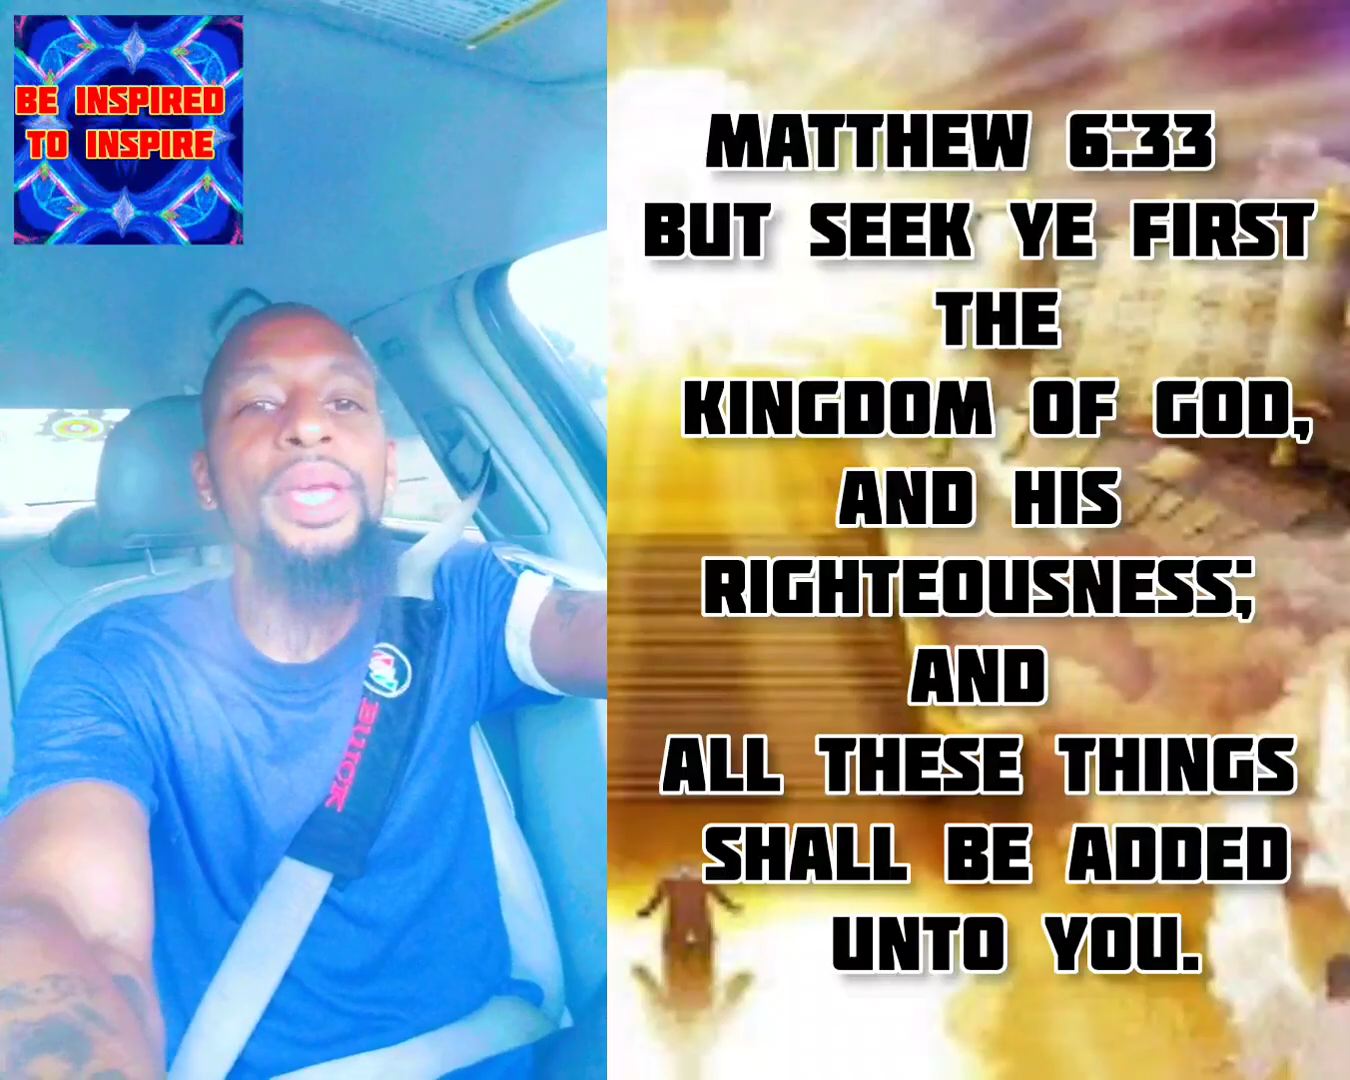 BE INSPIRED
TO INSPIRE
BUICK
MATTHEW 6:33
BUT SEEK YE FIRST
THE
KINGDOM OF GOD,
AND HIS
RIGHTEOUSNESS;
AND
ALL THESE THINGS
SHALL BE ADDED
UNTO YOU.